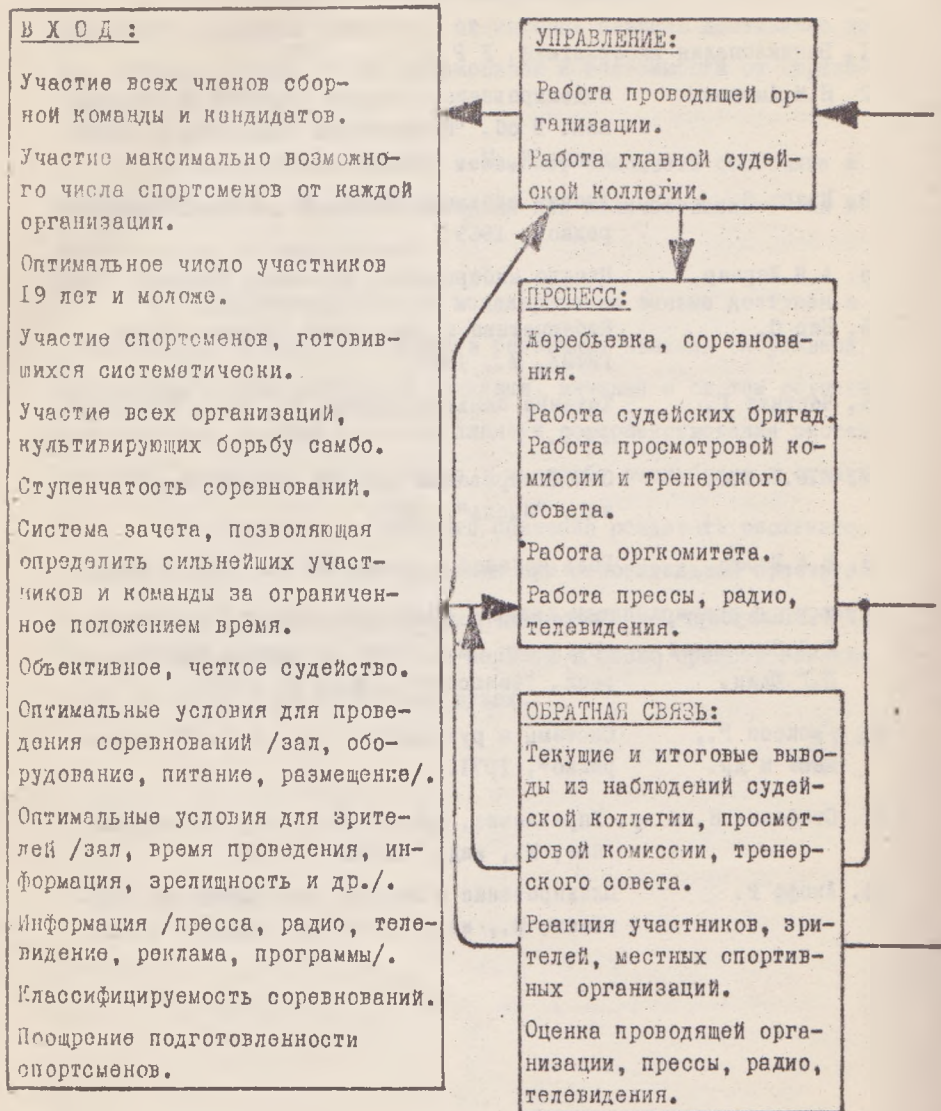 ВХОД:
Участие всех членов сбор-
ной команды и кандидатов.
Участие максимально возможно-
го числа спортсменов от каждой
организации.
Оптимальное число участников
19 лет и моложе.
Участие спортсменов, готовив-
шихся систематически.
Участие всех организаций,
культивирующих борьбу самбо.
Ступенчатость соревнований.
Система зачета, позволяющая
определить сильнейших участ-
ников и команды за ограничен-
ное положением время.
Объективное, четкое судейство.
Оптимальные условия для прове-
дения соревнований /зал, обо-
рудование, питание, размещение/.
Оптимальные условия для зрите-
лей /зал, время проведения, ин-
формация, зрелищность и др./.
Информация /пресса, радио, теле-
видение, реклама, программы/.
Классифицируемость соревнований.
Поощрение подготовленности
спортсменов.
УПРАВЛЕНИЕ:
Работа проводящей ор-
ганизации.
Работа главной судей-
ской коллегии.
ПРОЦЕСС:
Жеребьевка, соревнова-
ния.
Работа судейских бригад.
Работа просмотровой ко-
миссии и тренерского
совета.
Работа оргкомитета.
Работа прессы, радио,
телевидения.
ОБРАТНАЯ СВЯЗЬ:
Текущие и итоговые выво-
ды из наблюдений судей-
ской коллегии, просмот-
ровой комиссии, тренер-
ского совета.
Реакция участников, зри-
телей, местных спортив-
ных организаций.
Оценка проводящей орга-
низации, прессы, радио,
телевидения.